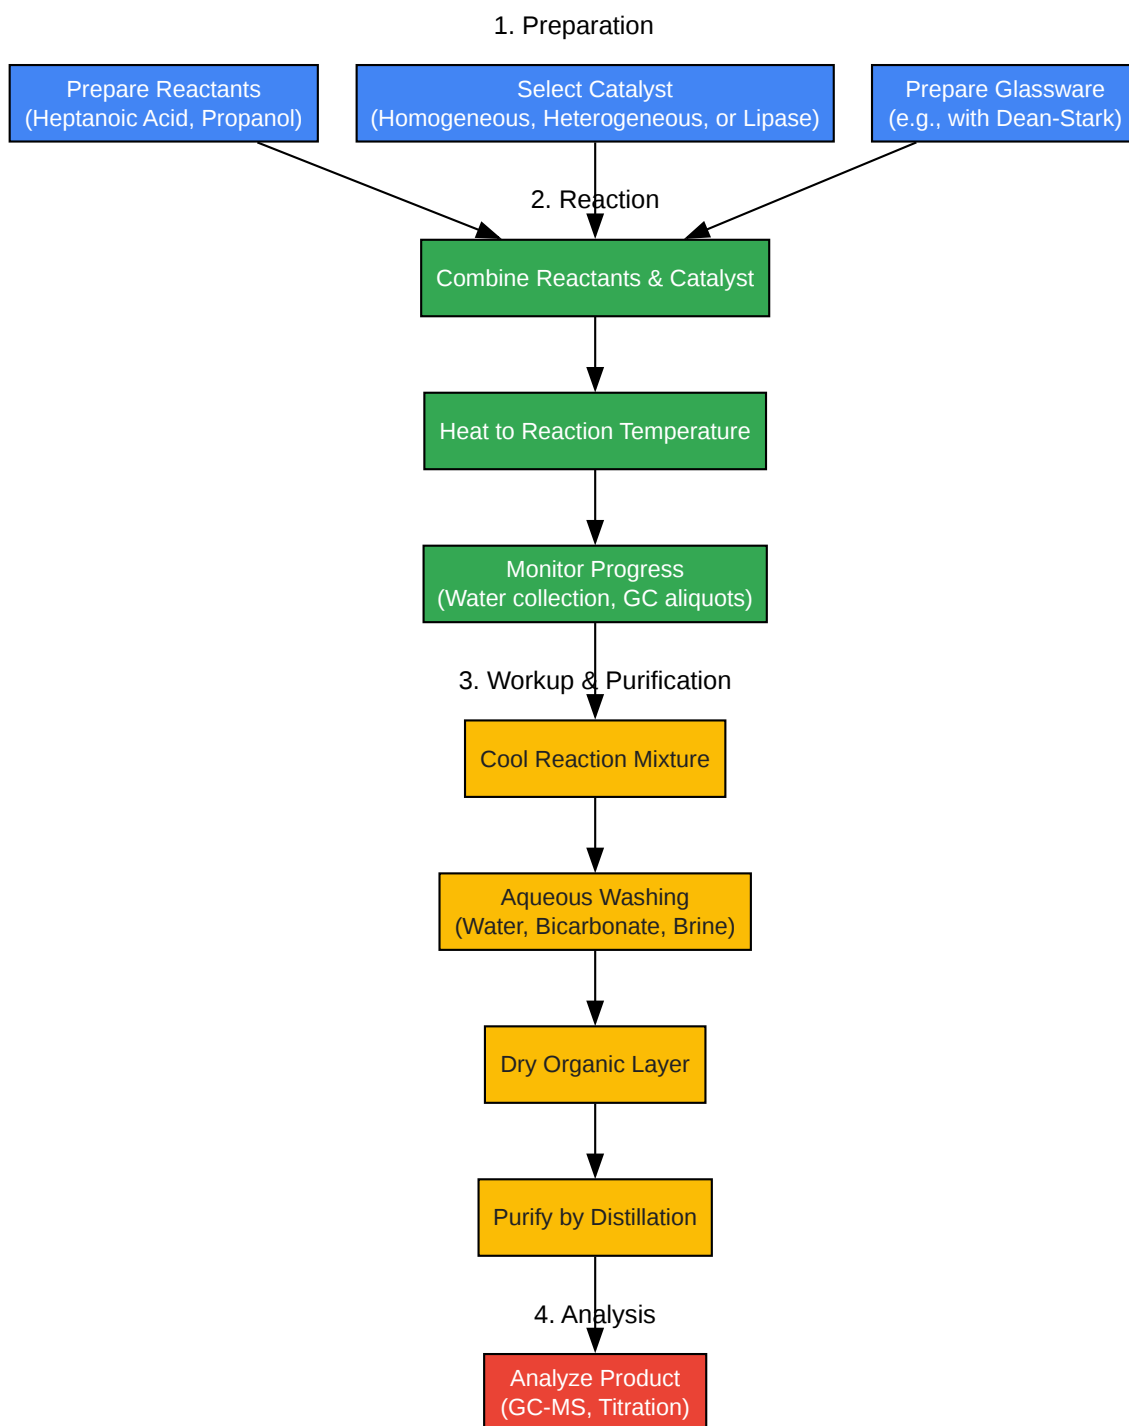 1. Preparation
Prepare Reactants
(Heptanoic Acid, Propanol)
Select Catalyst
(Homogeneous, Heterogeneous, or Lipase)
Prepare Glassware
(e.g., with Dean-Stark)
2. Reaction
Combine Reactants & Catalyst
Heat to Reaction Temperature
Monitor Progress
(Water collection, GC aliquots)
3. Workup & Purification
Cool Reaction Mixture
Aqueous Washing
(Water, Bicarbonate, Brine)
Dry Organic Layer
Purify by Distillation
4. Analysis
Analyze Product
(GC-MS, Titration)